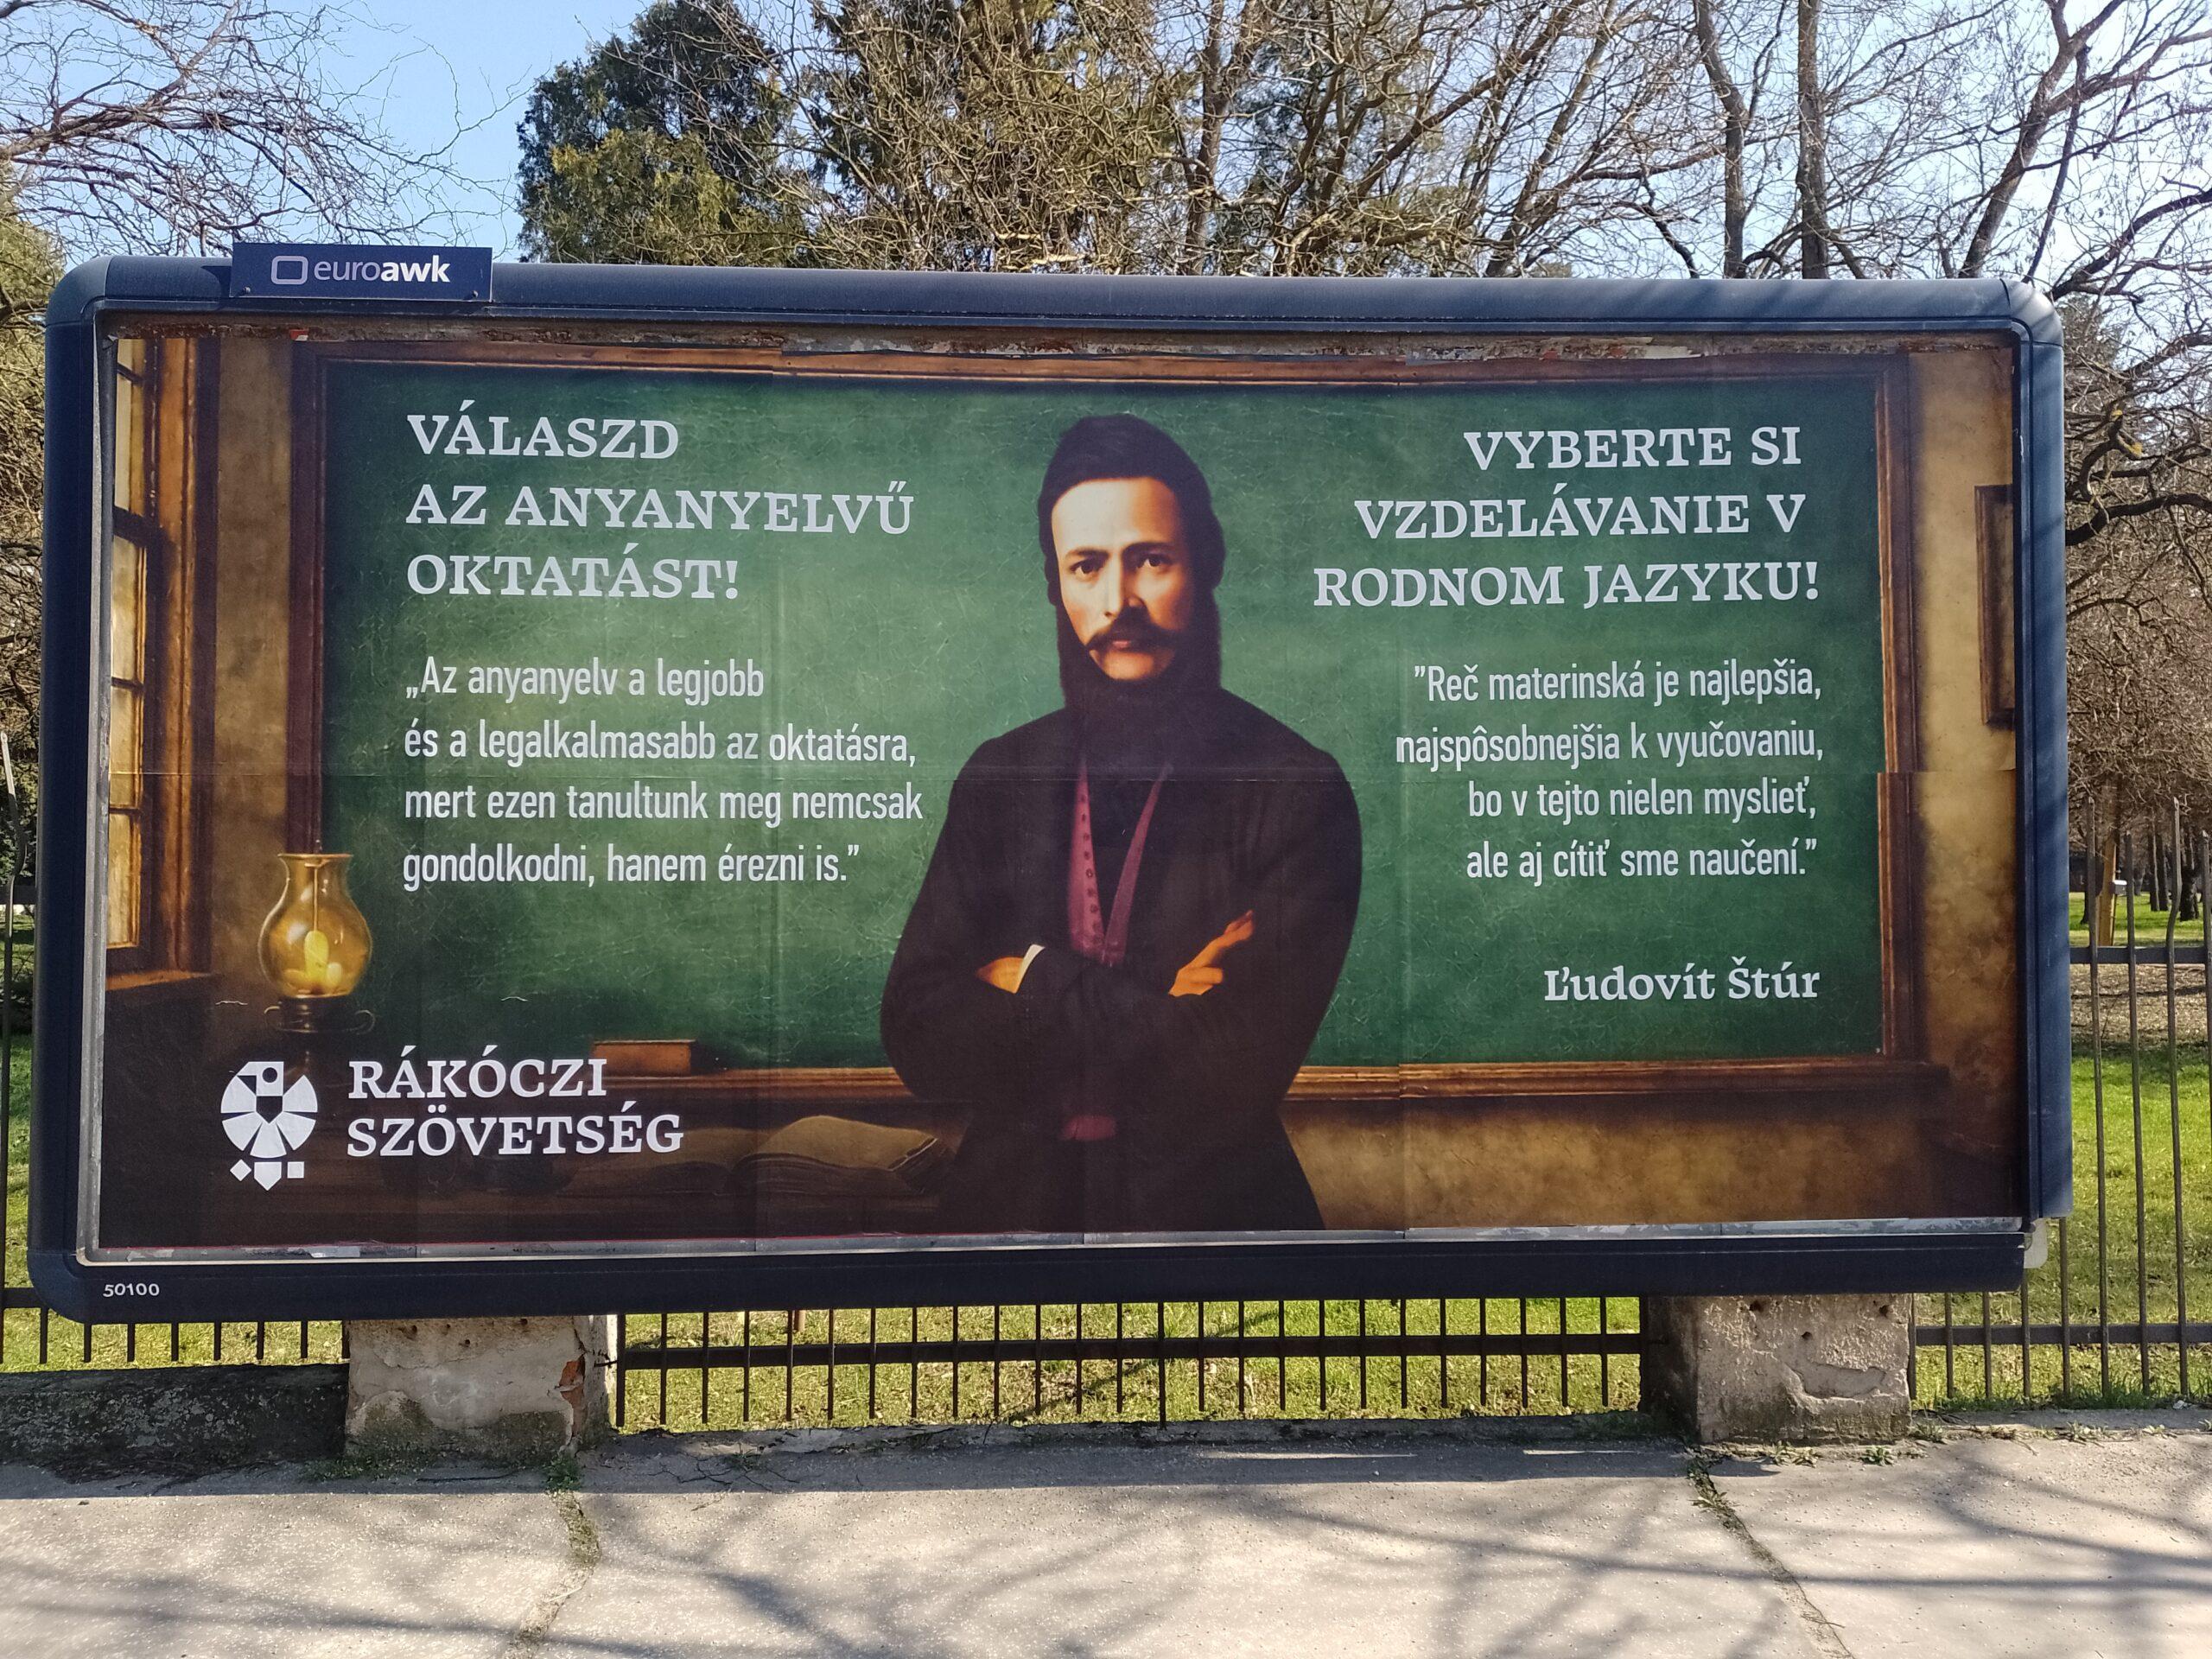 euroawk
VÁLASZD
AZ ANYANYELVŰ
OKTATÁST!
„Az anyanyelv a legjobb
és a legalkalmasabb az oktatásra,
mert ezen tanultunk meg nemcsak
gondolkodni, hanem érezni is.”
VYBERTE SI
VZDELÁVANIE V
RODNOM JAZYKU!
”Reč materinská je najlepšia,
najspôsobnejšia k vyučovaniu,
bo v tejto nielen myslieť,
ale aj cítiť sme naučení.”
Ľudovít Štúr
RÁKÓCZI
SZÖVETSÉG
50100